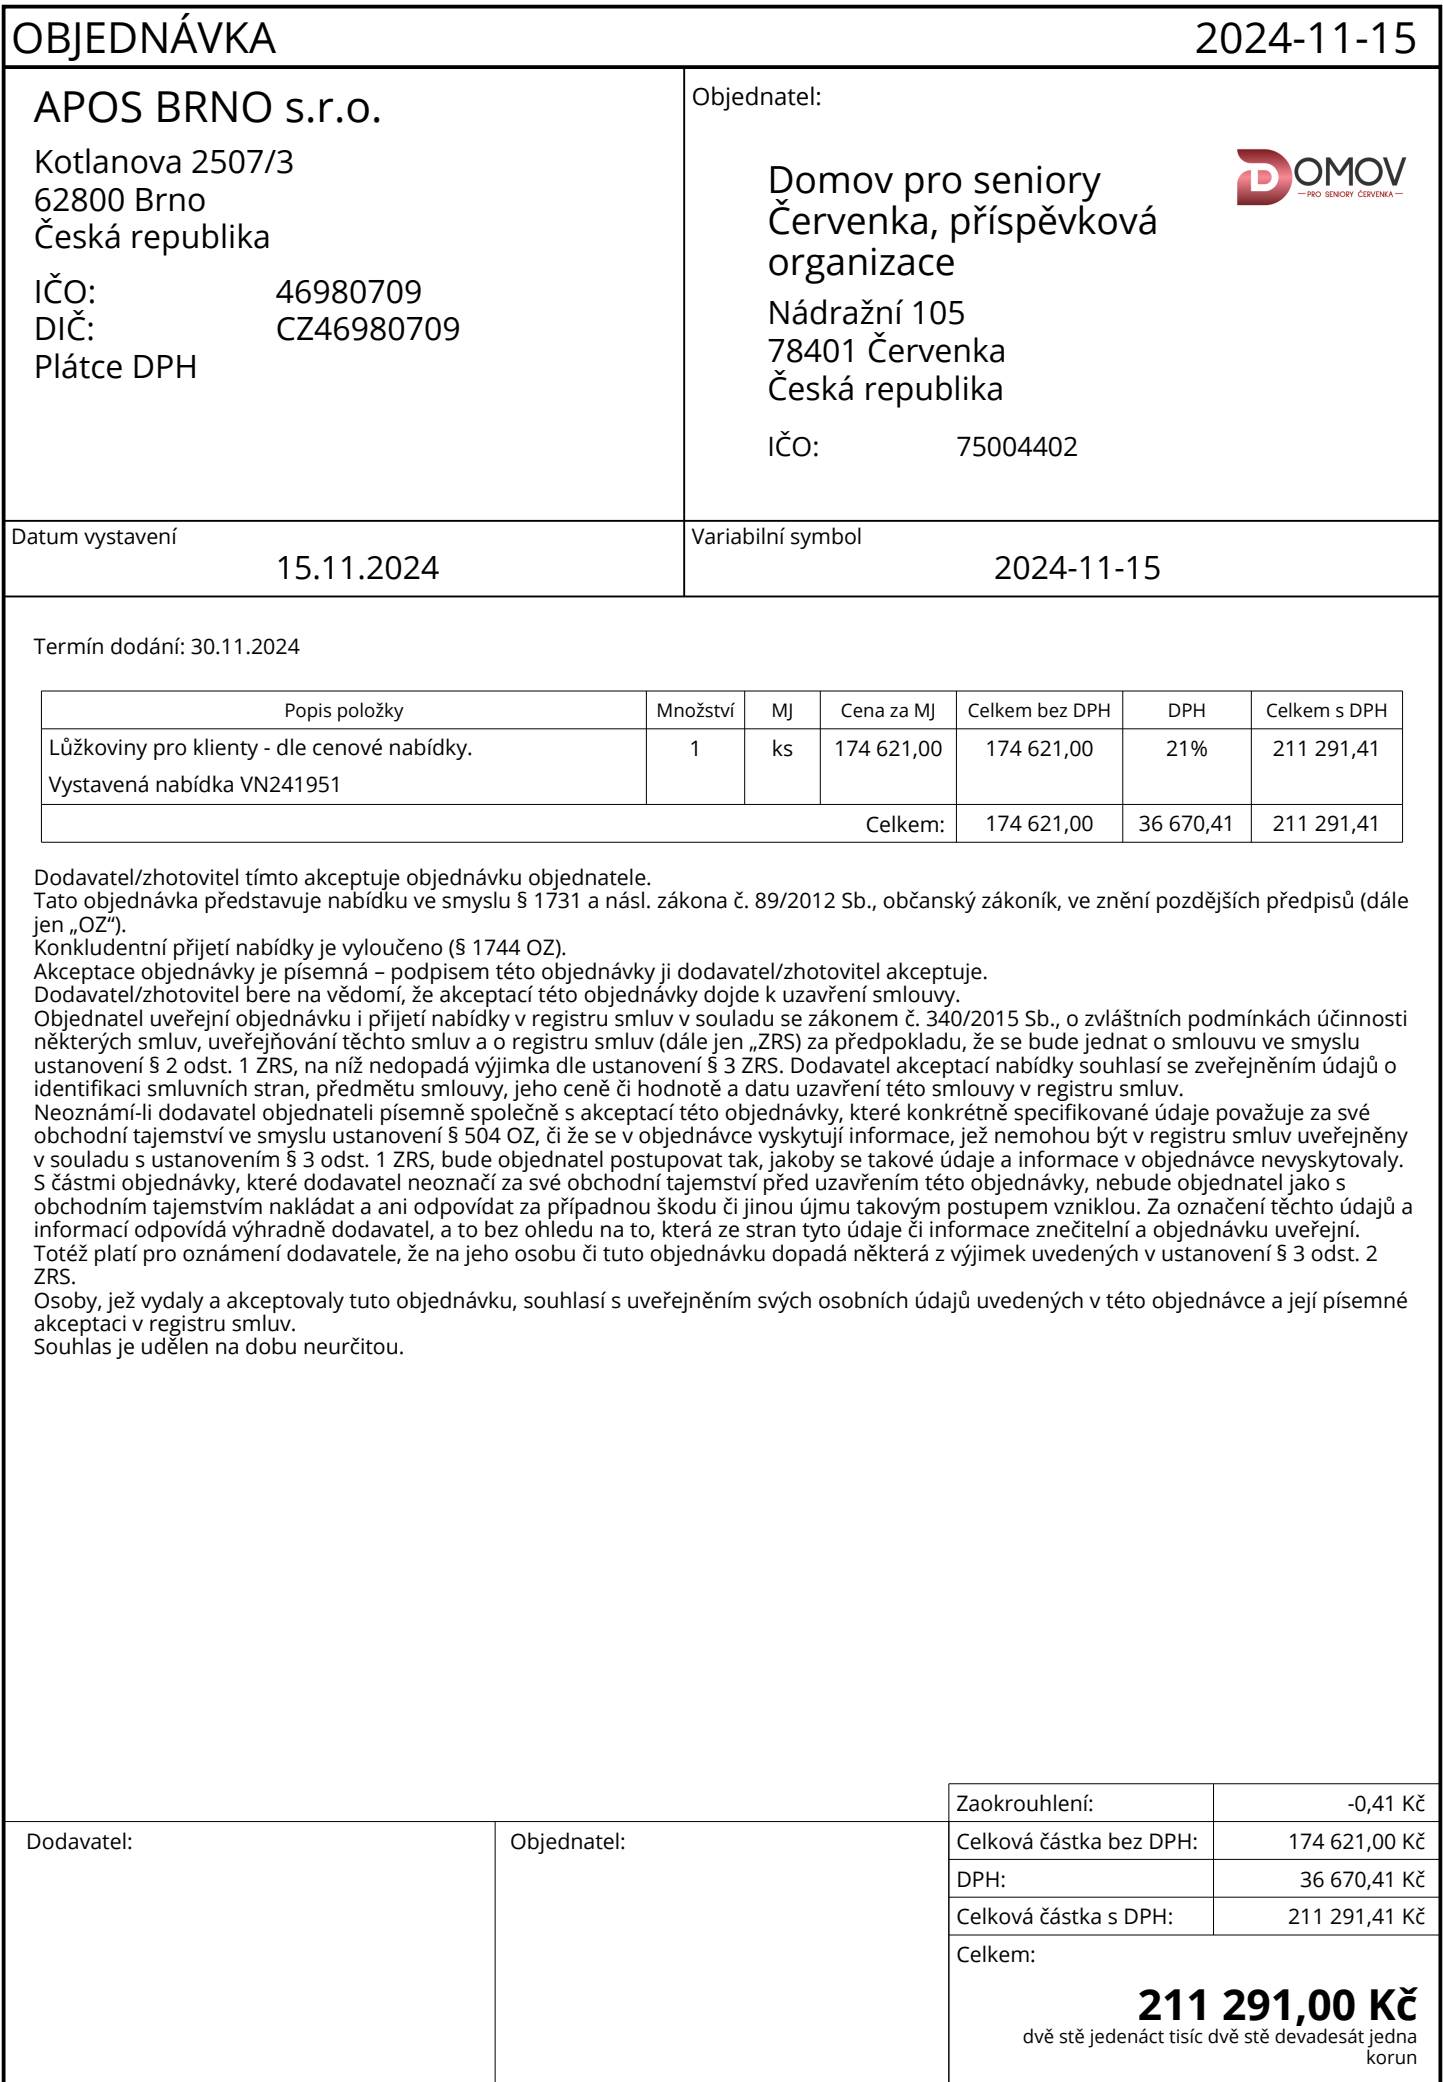 OBJEDNÁVKA 2024-11-15
APOS BRNO s.r.o.
Kotlanova 2507/3
62800 Brno
Česká republika
IČO: 46980709
DIČ: CZ46980709
Plátce DPH
Objednatel:
DOMOV
PRO SENIORY ČERVENKA
Domov pro seniory
Červenka, příspěvková
organizace
Nádražní 105
78401 Červenka
Česká republika
IČO: 75004402
Datum vystavení
15.11.2024
Variabilní symbol
2024-11-15
Termín dodání: 30.11.2024
Popis položky Množství MJ Cena za MJ Celkem bez DPH DPH Celkem s DPH
Lůžkoviny pro klienty - dle cenové nabídky. 1 ks 174 621,00 174 621,00 21% 211 291,41
Vystavená nabídka VN241951
Celkem: 174 621,00 36 670,41 211 291,41
Dodavatel/zhotovitel tímto akceptuje objednávku objednatele.
Tato objednávka představuje nabídku ve smyslu § 1731 a násl. zákona č. 89/2012 Sb., občanský zákoník, ve znění pozdějších předpisů (dále
jen „OZ“).
Konkludentní přijetí nabídky je vyloučeno (§ 1744 OZ).
Akceptace objednávky je písemná – podpisem této objednávky ji dodavatel/zhotovitel akceptuje.
Dodavatel/zhotovitel bere na vědomí, že akceptací této objednávky dojde k uzavření smlouvy.
Objednatel uveřejní objednávku i přijetí nabídky v registru smluv v souladu se zákonem č. 340/2015 Sb., o zvláštních podmínkách účinnosti
některých smluv, uveřejňování těchto smluv a o registru smluv (dále jen „ZRS) za předpokladu, že se bude jednat o smlouvu ve smyslu
ustanovení § 2 odst. 1 ZRS, na níž nedopadá výjimka dle ustanovení § 3 ZRS. Dodavatel akceptací nabídky souhlasí se zveřejněním údajů o
identifikaci smluvních stran, předmětu smlouvy, jeho ceně či hodnotě a datu uzavření této smlouvy v registru smluv.
Neoznámí-li dodavatel objednateli písemně společně s akceptací této objednávky, které konkrétně specifikované údaje považuje za své
obchodní tajemství ve smyslu ustanovení § 504 OZ, či že se v objednávce vyskytují informace, jež nemohou být v registru smluv uveřejněny
v souladu s ustanovením § 3 odst. 1 ZRS, bude objednatel postupovat tak, jakoby se takové údaje a informace v objednávce nevyskytovaly.
S částmi objednávky, které dodavatel neoznačí za své obchodní tajemství před uzavřením této objednávky, nebude objednatel jako s
obchodním tajemstvím nakládat a ani odpovídat za případnou škodu či jinou újmu takovým postupem vzniklou. Za označení těchto údajů a
informací odpovídá výhradně dodavatel, a to bez ohledu na to, která ze stran tyto údaje či informace znečitelní a objednávku uveřejní.
Totéž platí pro oznámení dodavatele, že na jeho osobu či tuto objednávku dopadá některá z výjimek uvedených v ustanovení § 3 odst. 2
ZRS.
Osoby, jež vydaly a akceptovaly tuto objednávku, souhlasí s uveřejněním svých osobních údajů uvedených v této objednávce a její písemné
akceptaci v registru smluv.
Souhlas je udělen na dobu neurčitou.
Zaokrouhlení: -0,41 Kč
Dodavatel:
Objednatel:
Celková částka bez DPH: 174 621,00 Kč
DPH: 36 670,41 Kč
Celková částka s DPH: 211 291,41 Kč
Celkem:
211 291,00 Kč
dvě stě jedenáct tisíc dvě stě devadesát jedna
korun